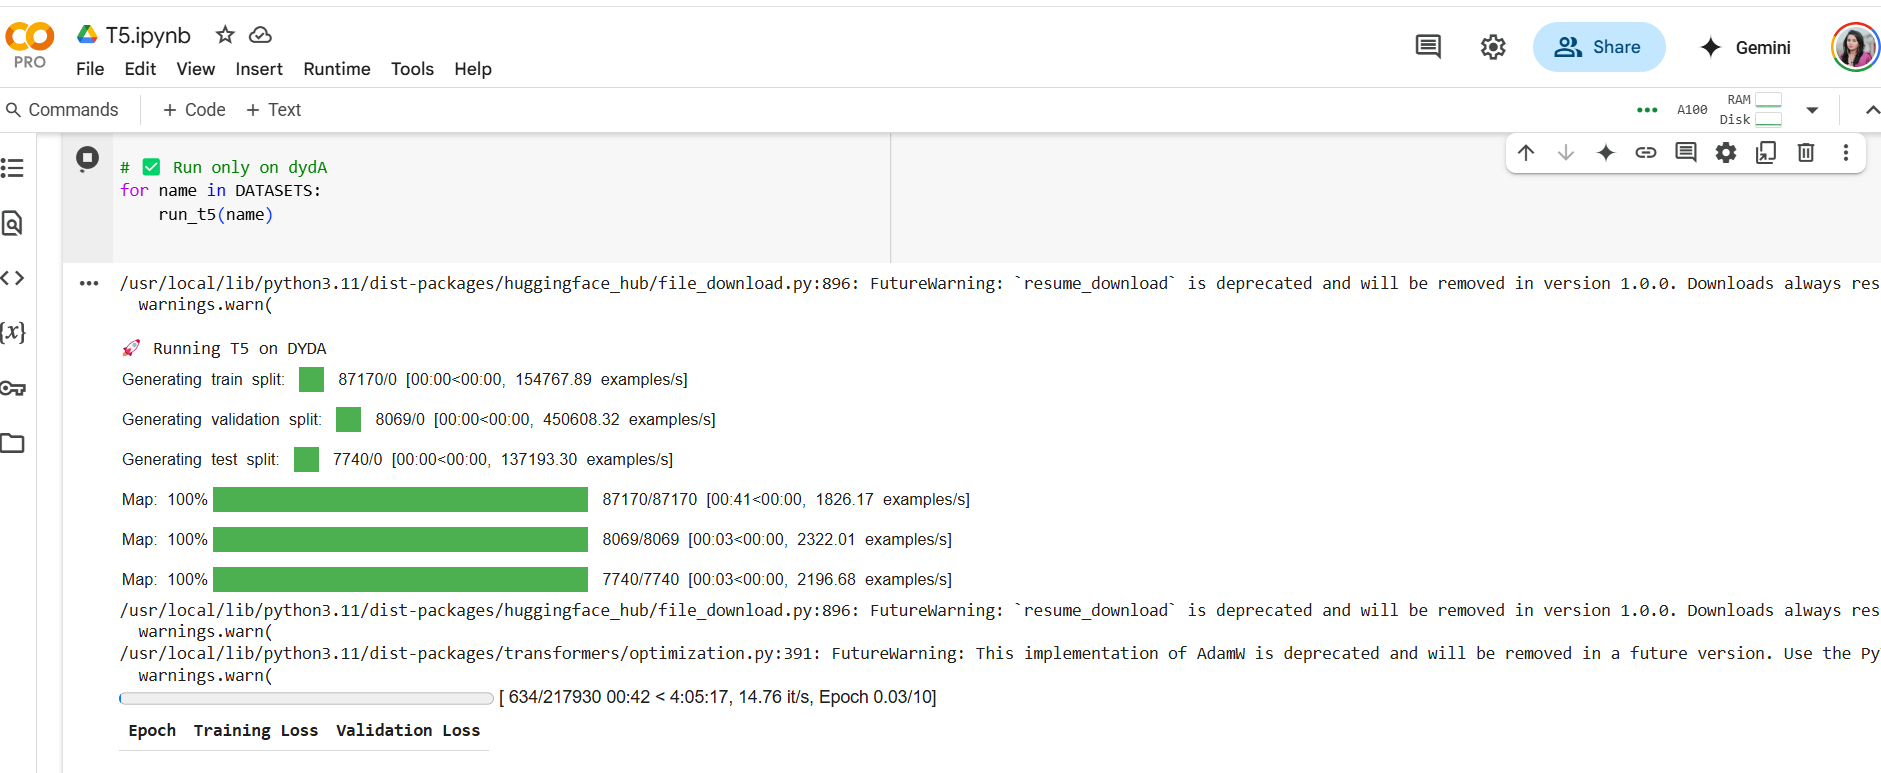 T5.ipynb
PRO
File Edit View Insert Runtime Tools Help
Share
Gemini
Commands + Code + Text
A100 RAM Disk
# ✅ Run only on dydA
for name in DATASETS:
run_t5(name)
/usr/local/lib/python3.11/dist-packages/huggingface_hub/file_download.py:896: FutureWarning: `resume_download` is deprecated and will be removed in version 1.0.0. Downloads always res
warnings.warn(
🚀 Running T5 on DYDA
Generating train split: 87170/0 [00:00<00:00, 154767.89 examples/s]
Generating validation split: 8069/0 [00:00<00:00, 450608.32 examples/s]
Generating test split: 7740/0 [00:00<00:00, 137193.30 examples/s]
Map: 100% 87170/87170 [00:41<00:00, 1826.17 examples/s]
Map: 100% 8069/8069 [00:03<00:00, 2322.01 examples/s]
Map: 100% 7740/7740 [00:03<00:00, 2196.68 examples/s]
/usr/local/lib/python3.11/dist-packages/huggingface_hub/file_download.py:896: FutureWarning: `resume_download` is deprecated and will be removed in version 1.0.0. Downloads always res
warnings.warn(
/usr/local/lib/python3.11/dist-packages/transformers/optimization.py:391: FutureWarning: This implementation of AdamW is deprecated and will be removed in a future version. Use the Py
warnings.warn(
[ 634/217930 00:42 < 4:05:17, 14.76 it/s, Epoch 0.03/10]
Epoch Training Loss Validation Loss